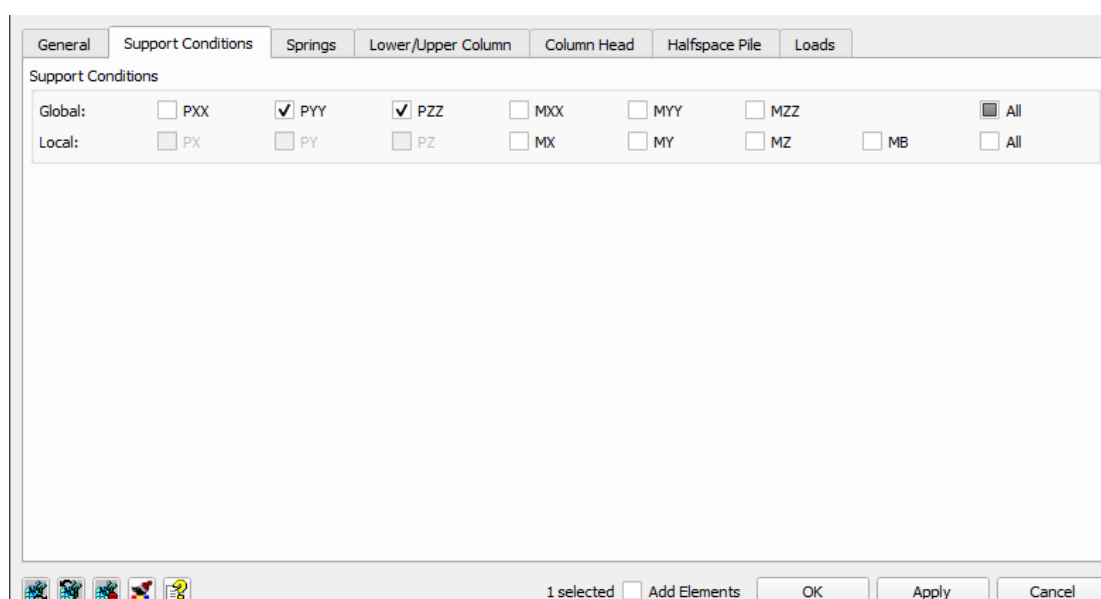 General Support Conditions Springs Lower/Upper Column Column Head Halfspace Pile Loads
Support Conditions
Global: PXX PYY PZZ MXX MYY MZZ All
Local: PX PY PZ MX MY MZ MB All
1 selected Add Elements OK Apply Cancel